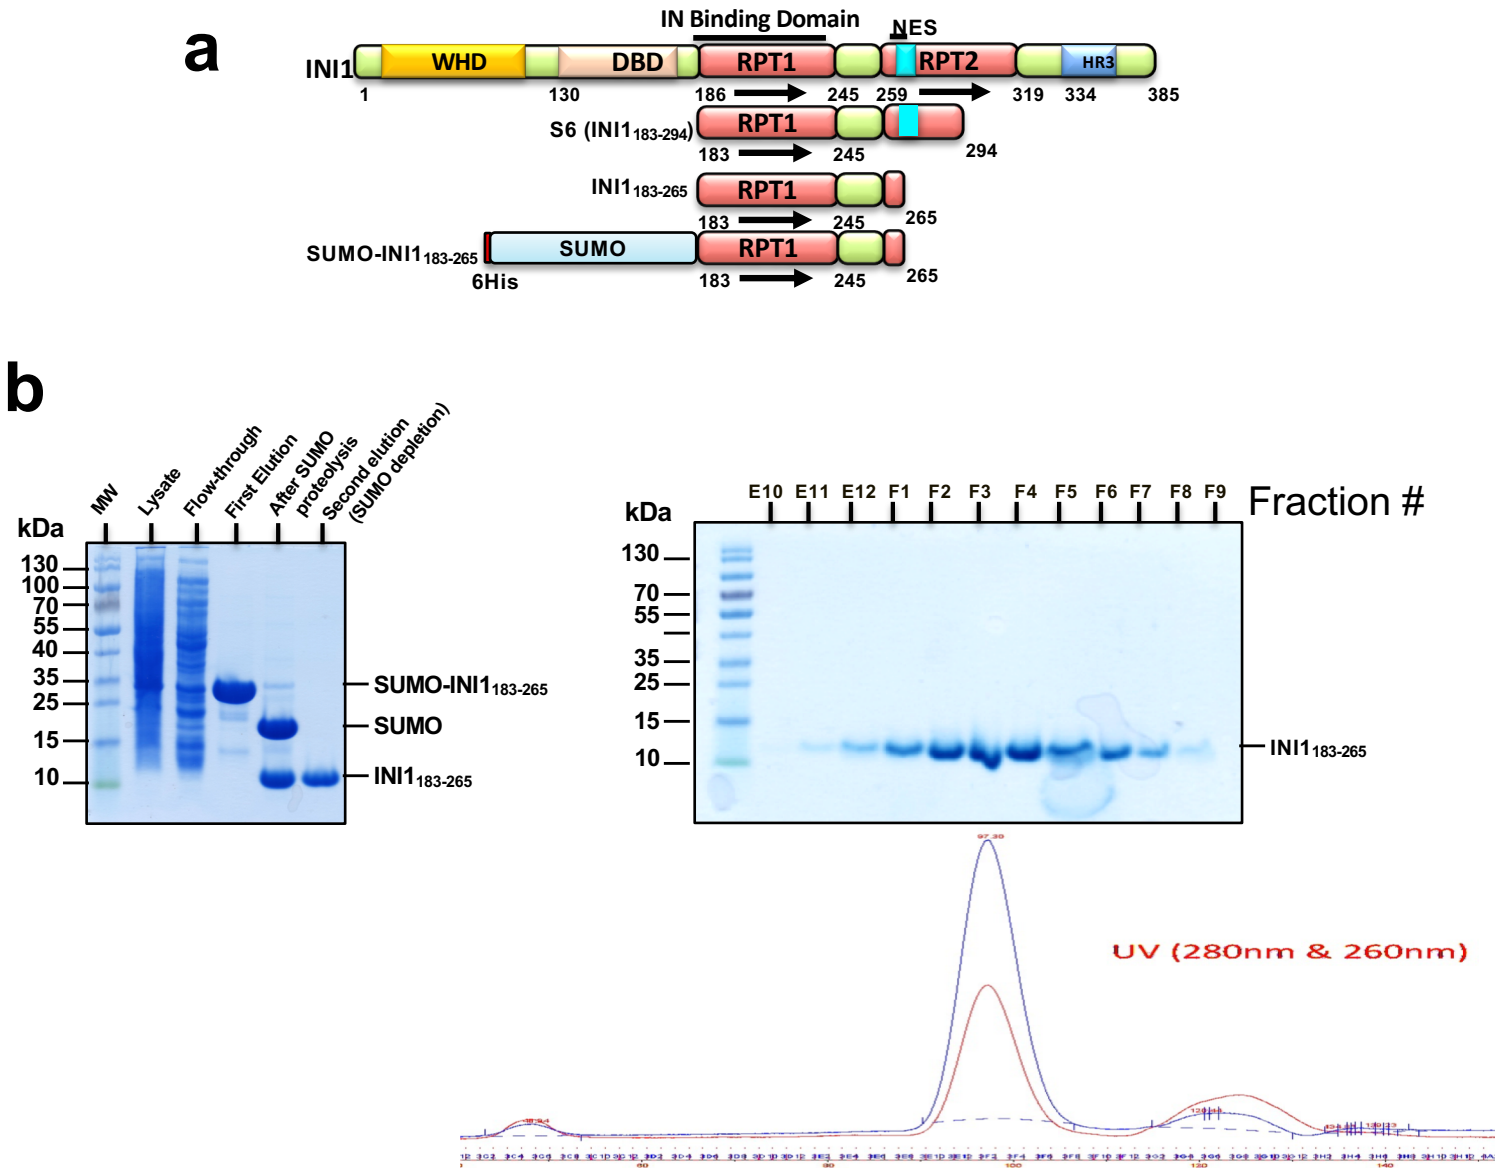 a
IN Binding Domain
NES
INI1 WHD DBD RPT1 RPT2 HR3
1 130 186 245 259 319 334 385
S6 (INI1183-294) RPT1
183 245 294
INI1183-265 RPT1
183 245 265
SUMO-INI1183-265 SUMO RPT1
6His 183 245 265
b
MW
Lysate
Flow-through
First Elution
After SUMO
proteolysis
Second elution
(SUMO depletion)
kDa
130
100
70
55
40
35
25
15
10
SUMO-INI1183-265
SUMO
INI1183-265
E10 E11 E12 F1 F2 F3 F4 F5 F6 F7 F8 F9 Fraction #
kDa
130
70
55
35
25
15
10
INI1183-265
97.30
UV (280nm & 260nm)